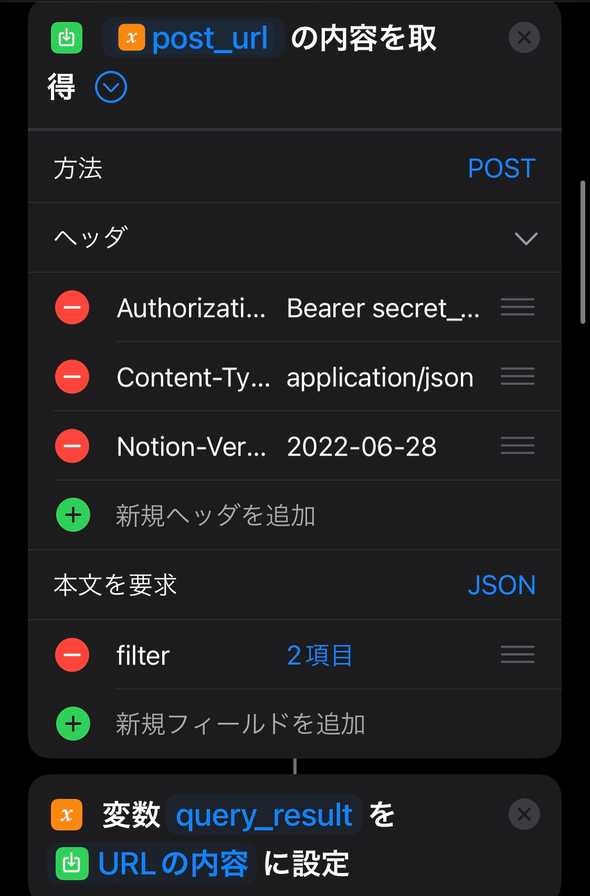 post_url の内容を取
得
方法 POST
ヘッダ
Authorizati... Bearer secret_...
Content-Ty... application/json
Notion-Ver... 2022-06-28
新規ヘッダを追加
本文を要求 JSON
filter 2項目
新規フィールドを追加
変数 query_result を
URLの内容 に設定